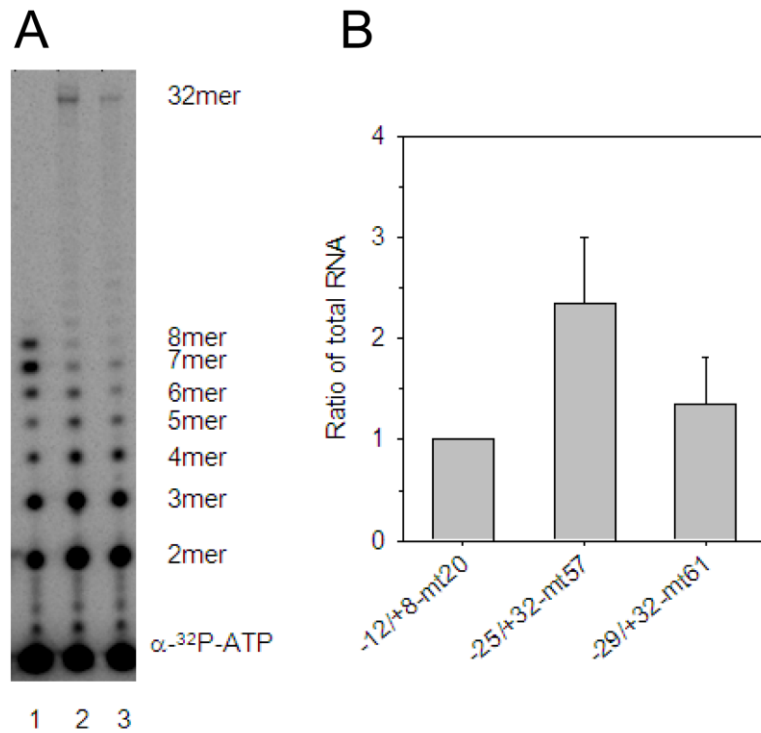 A
B
32mer
8mer
7mer
6mer
5mer
4mer
3mer
2mer
α-³²P-ATP
1 2 3
Ratio of total RNA
4
3
2
1
0
-12/+8-mt20
-25/+32-mt57
-29/+32-mt61